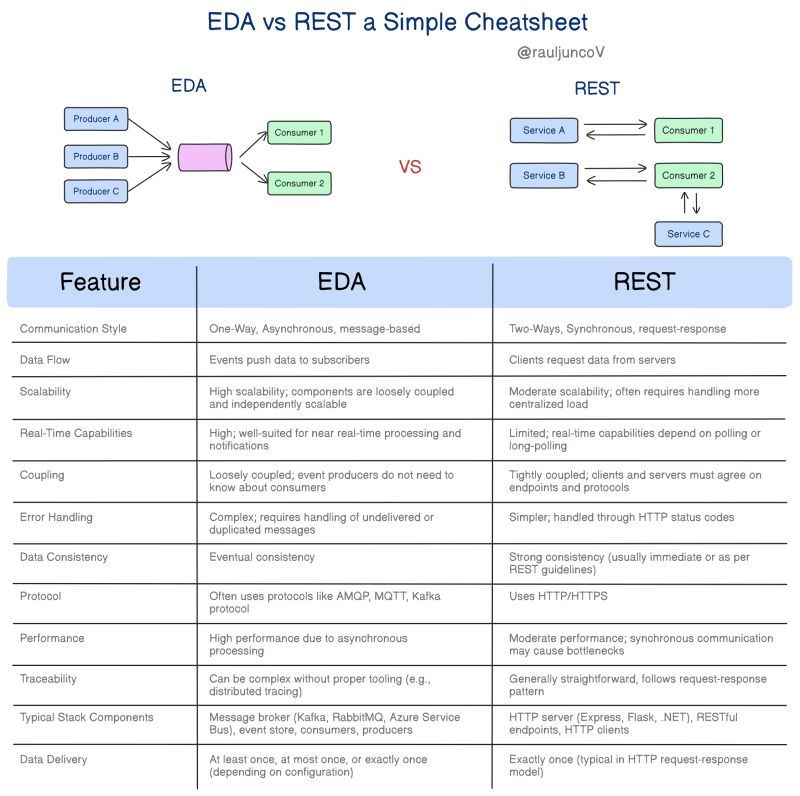 EDA vs REST a Simple Cheatsheet
@rauljuncoV
EDA
Producer A
Producer B
Producer C
Consumer 1
Consumer 2
VS
REST
Service A
Consumer 1
Service B
Consumer 2
Service C
Feature
EDA
REST
Communication Style
One-Way, Asynchronous, message-based
Two-Ways, Synchronous, request-response
Data Flow
Events push data to subscribers
Clients request data from servers
Scalability
High scalability; components are loosely coupled
and independently scalable
Moderate scalability; often requires handling more
centralized load
Real-Time Capabilities
High; well-suited for near real-time processing and
notifications
Limited; real-time capabilities depend on polling or
long-polling
Coupling
Loosely coupled; event producers do not need to
know about consumers
Tightly coupled; clients and servers must agree on
endpoints and protocols
Error Handling
Complex; requires handling of undelivered or
duplicated messages
Simpler; handled through HTTP status codes
Data Consistency
Eventual consistency
Strong consistency (usually immediate or as per
REST guidelines)
Protocol
Often uses protocols like AMQP, MQTT, Kafka
protocol
Uses HTTP/HTTPS
Performance
High performance due to asynchronous
processing
Moderate performance; synchronous communication
may cause bottlenecks
Traceability
Can be complex without proper tooling (e.g.,
distributed tracing)
Generally straightforward, follows request-response
pattern
Typical Stack Components
Message broker (Kafka, RabbitMQ, Azure Service
Bus), event store, consumers, producers
HTTP server (Express, Flask, .NET), RESTful
endpoints, HTTP clients
Data Delivery
At least once, at most once, or exactly once
(depending on configuration)
Exactly once (typical in HTTP request-response
model)